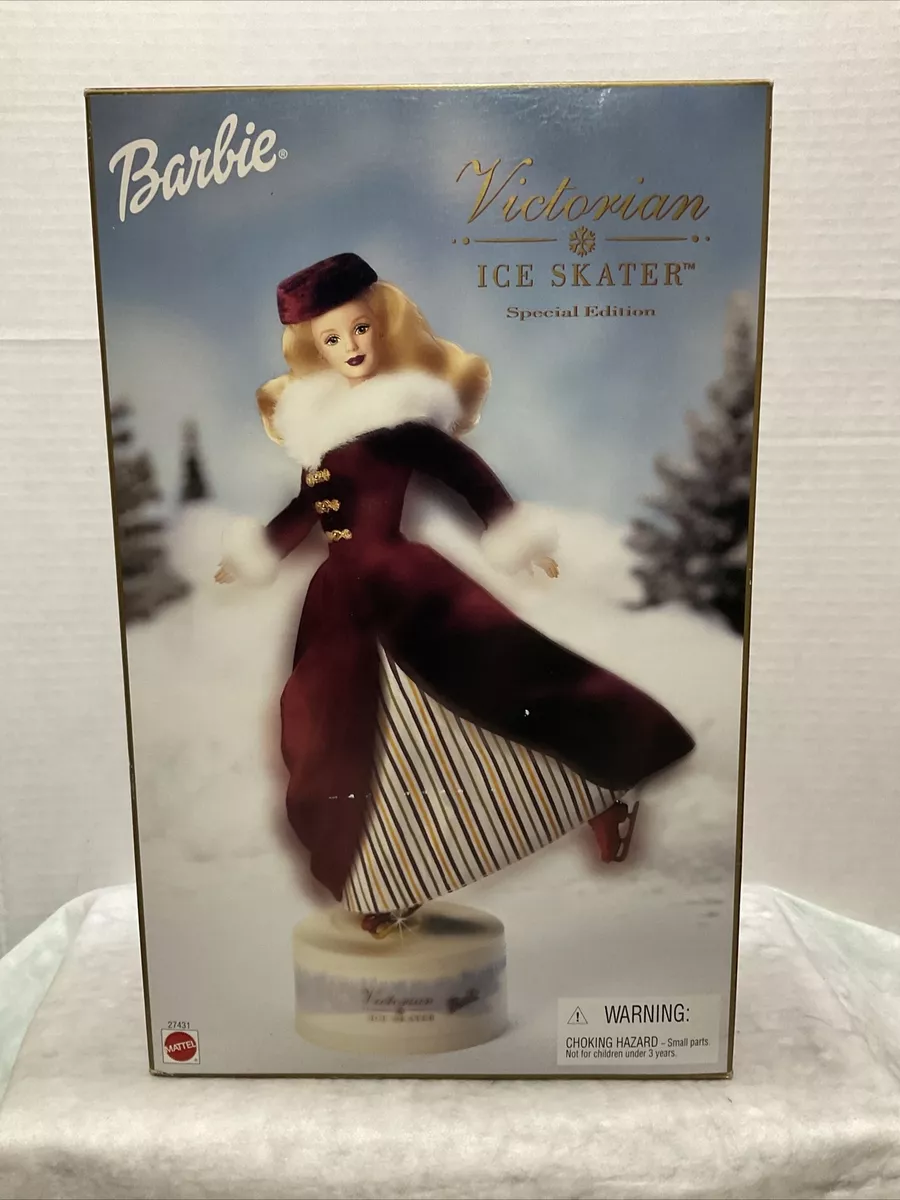 Barbie®
Victorian
ICE SKATER™
Special Edition
Victorian
ICE SKATER
27431
MATTEL
⚠ WARNING:
CHOKING HAZARD – Small parts.
Not for children under 3 years.